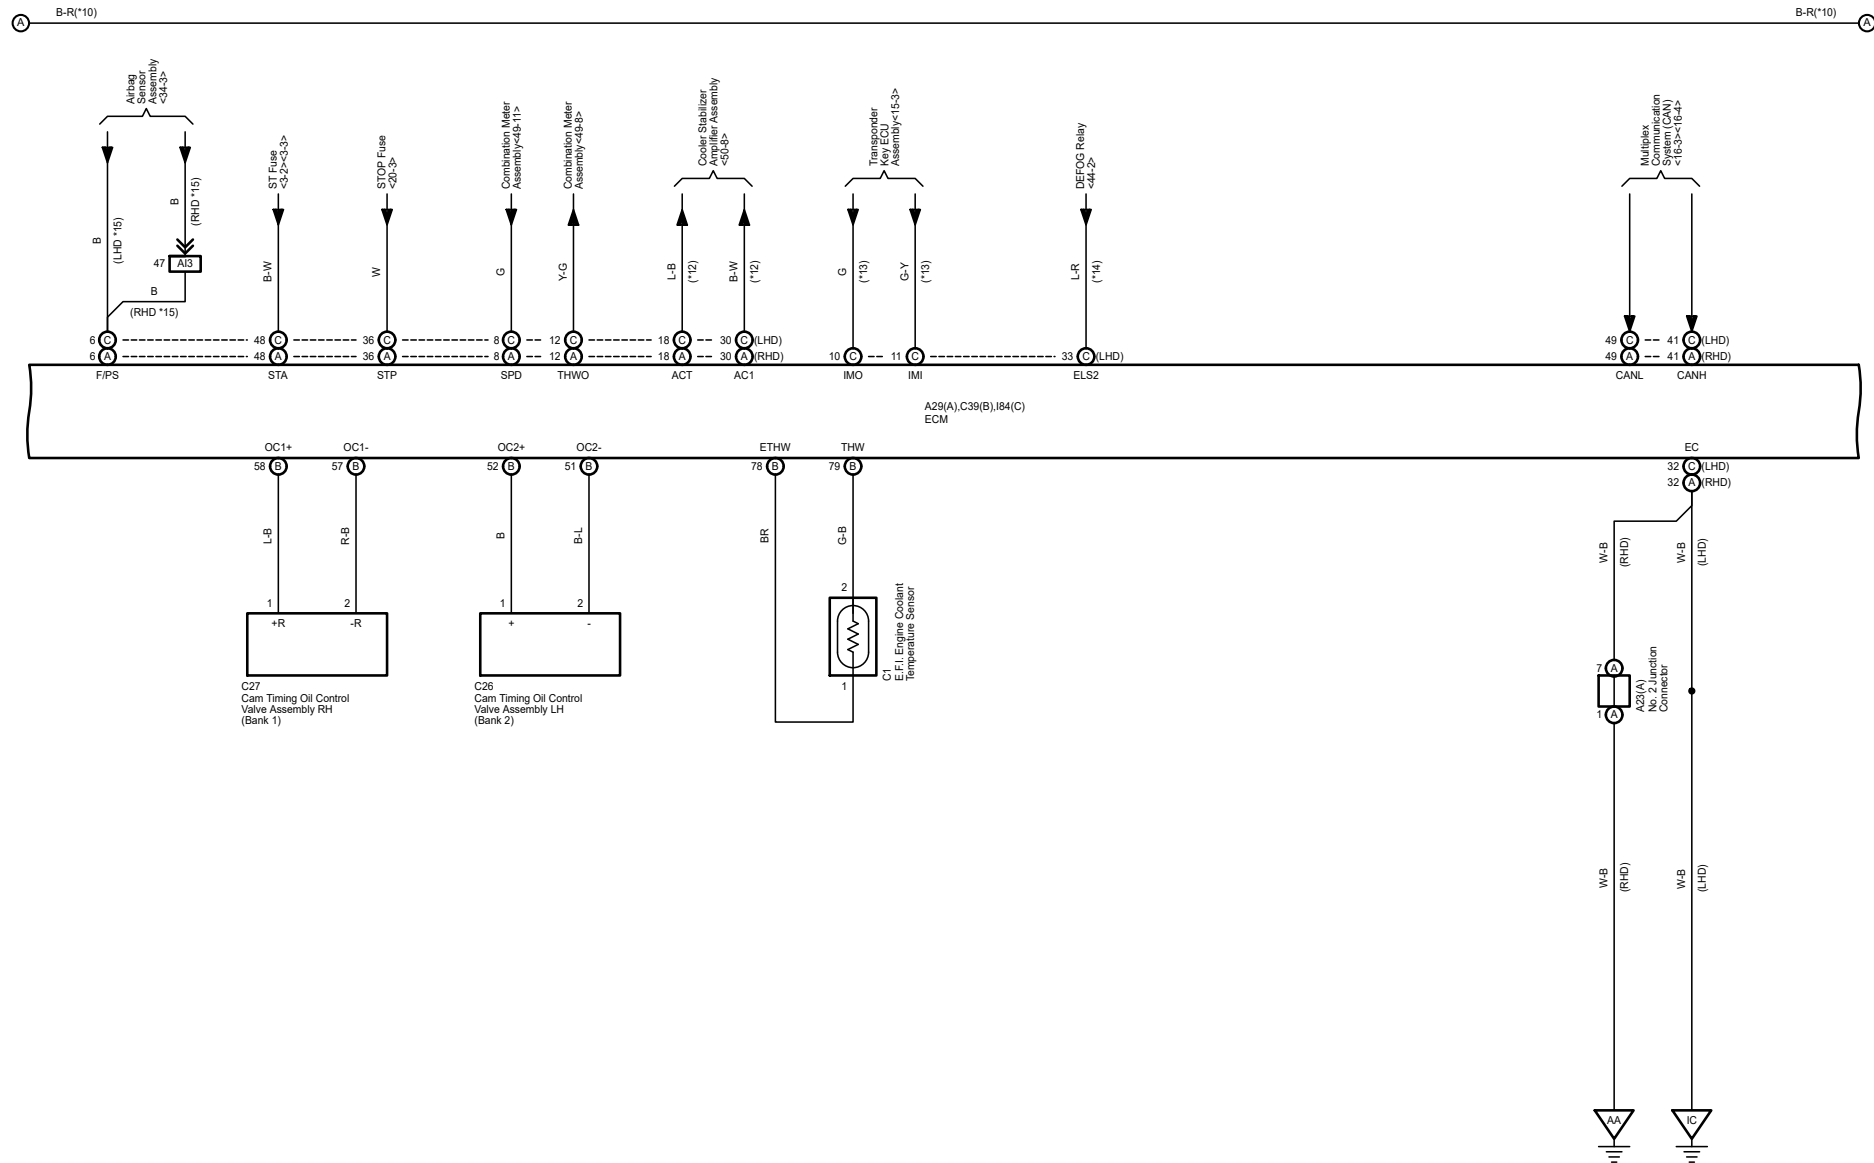 B-R(*10)
B-R(*10)
A
A
Airbag
Sensor
Assembly
<34-3>
ST Fuse
<3-2><3-3>
STOP Fuse
<20-3>
Combination Meter
Assembly<49-11>
Combination Meter
Assembly<49-8>
Cooler Stabilizer
Amplifier Assembly
<50-8>
Transponder
Key ECU
Assembly<15-3>
DEFOG Relay
<44-2>
Multiplex
Communication
System (CAN)
<16-3><16-4>
B
(LHD *15)
B
(RHD *15)
47 AI3
B
(RHD *15)
B-W
W
G
Y-G
L-B
(*12)
B-W
(*12)
G
(*13)
G-Y
(*13)
L-R
(*14)
6 C 48 C 36 C 8 C 12 C 18 C 30 C (LHD) 49 C 41 C (LHD)
6 A 48 A 36 A 8 A 12 A 18 A 30 A (RHD) 10 C 11 C 33 C (LHD) 49 A 41 A (RHD)
F/PS STA STP SPD THWO ACT AC1 IMO IMI ELS2 CANL CANH
A29(A),C39(B),I84(C)
ECM
OC1+ OC1- OC2+ OC2- ETHW THW EC
58 B 57 B 52 B 51 B 78 B 79 B 32 C (LHD)
32 A (RHD)
L-B
R-B
B
B-L
BR
G-B
W-B
(RHD)
W-B
(LHD)
1 2 1 2 2
+R -R + -
C27
Cam Timing Oil Control
Valve Assembly RH
(Bank 1)
C26
Cam Timing Oil Control
Valve Assembly LH
(Bank 2)
1
C1
E.F.I. Engine Coolant
Temperature Sensor
7 A
1 A
A23(A)
No. 2 Junction
Connector
W-B
(RHD)
W-B
(LHD)
AA IC